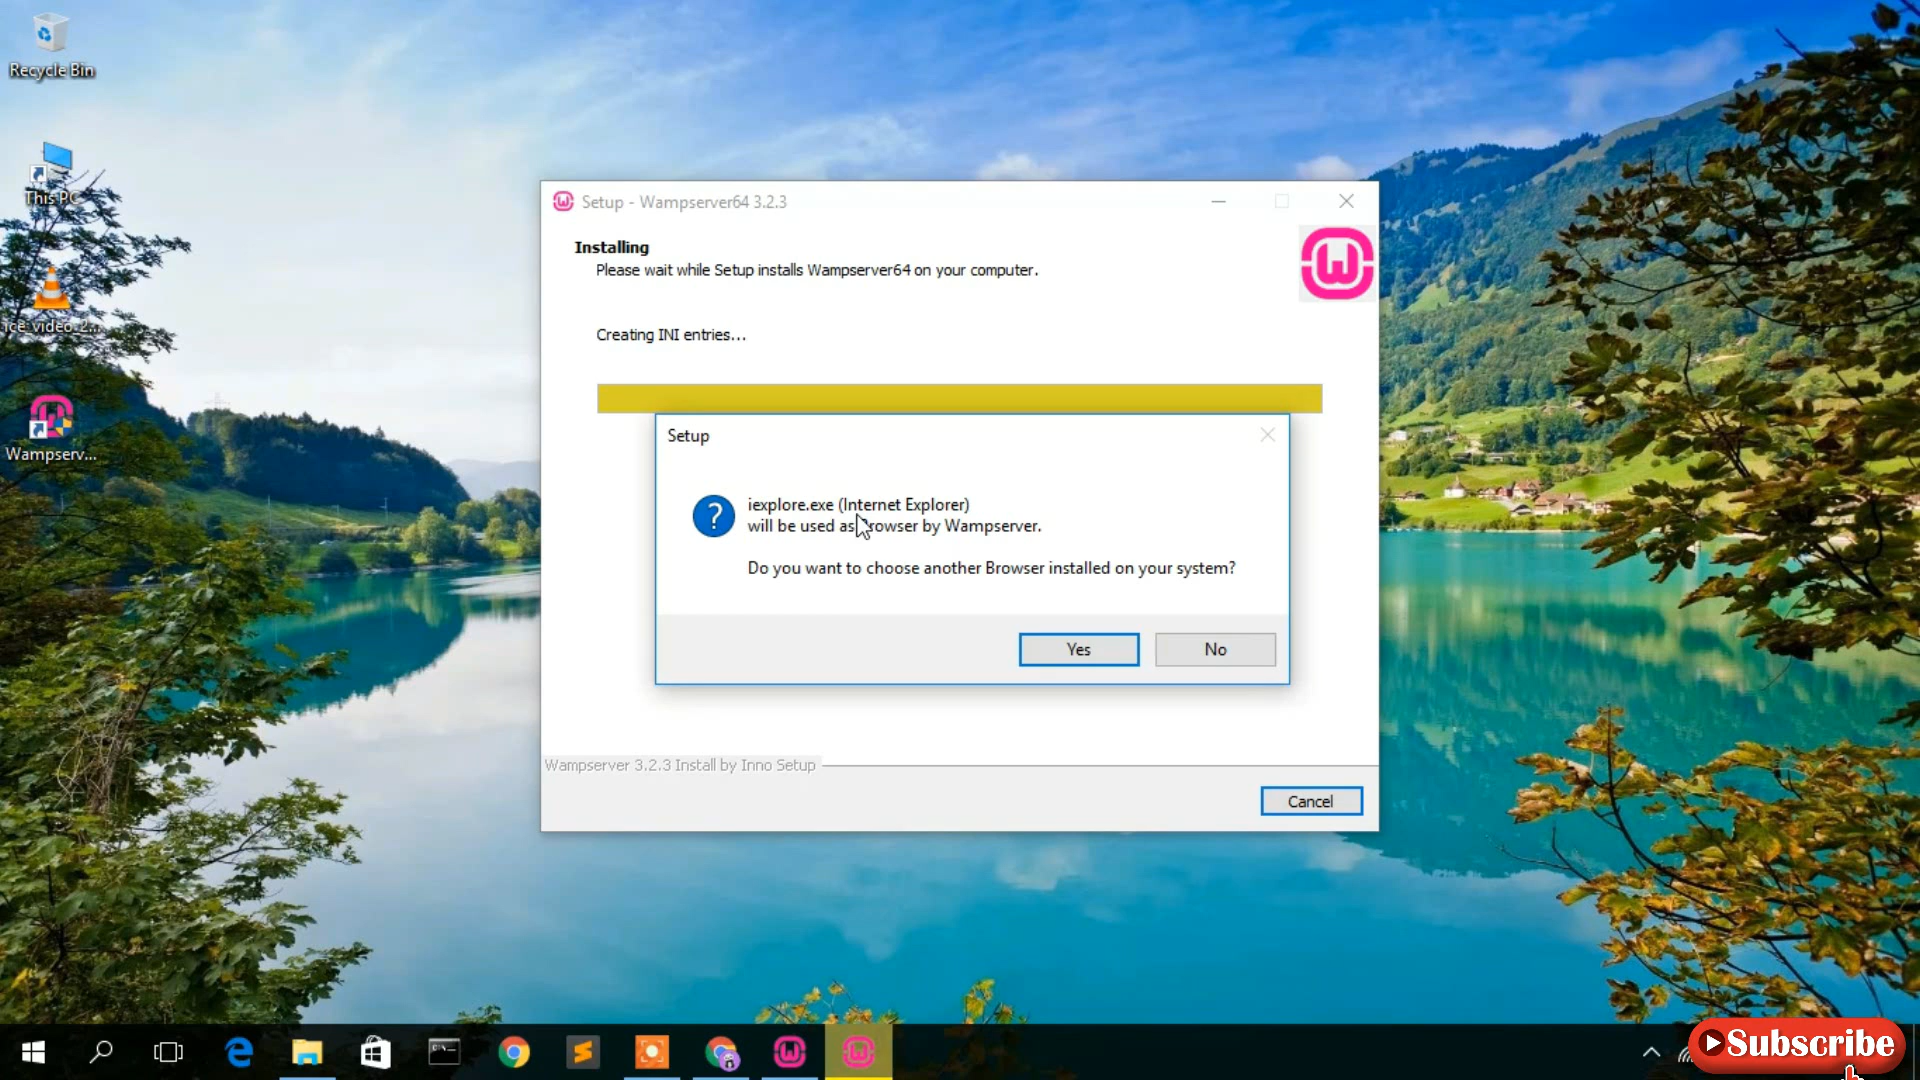 Recycle Bin
This PC
ice_video_2...
Wampserv...
Setup - Wampserver64 3.2.3
Installing
Please wait while Setup installs Wampserver64 on your computer.
Creating INI entries...
Setup
iexplore.exe (Internet Explorer)
will be used as Browser by Wampserver.
Do you want to choose another Browser installed on your system?
Yes
No
Wampserver 3.2.3 Install by Inno Setup
Cancel
Subscribe